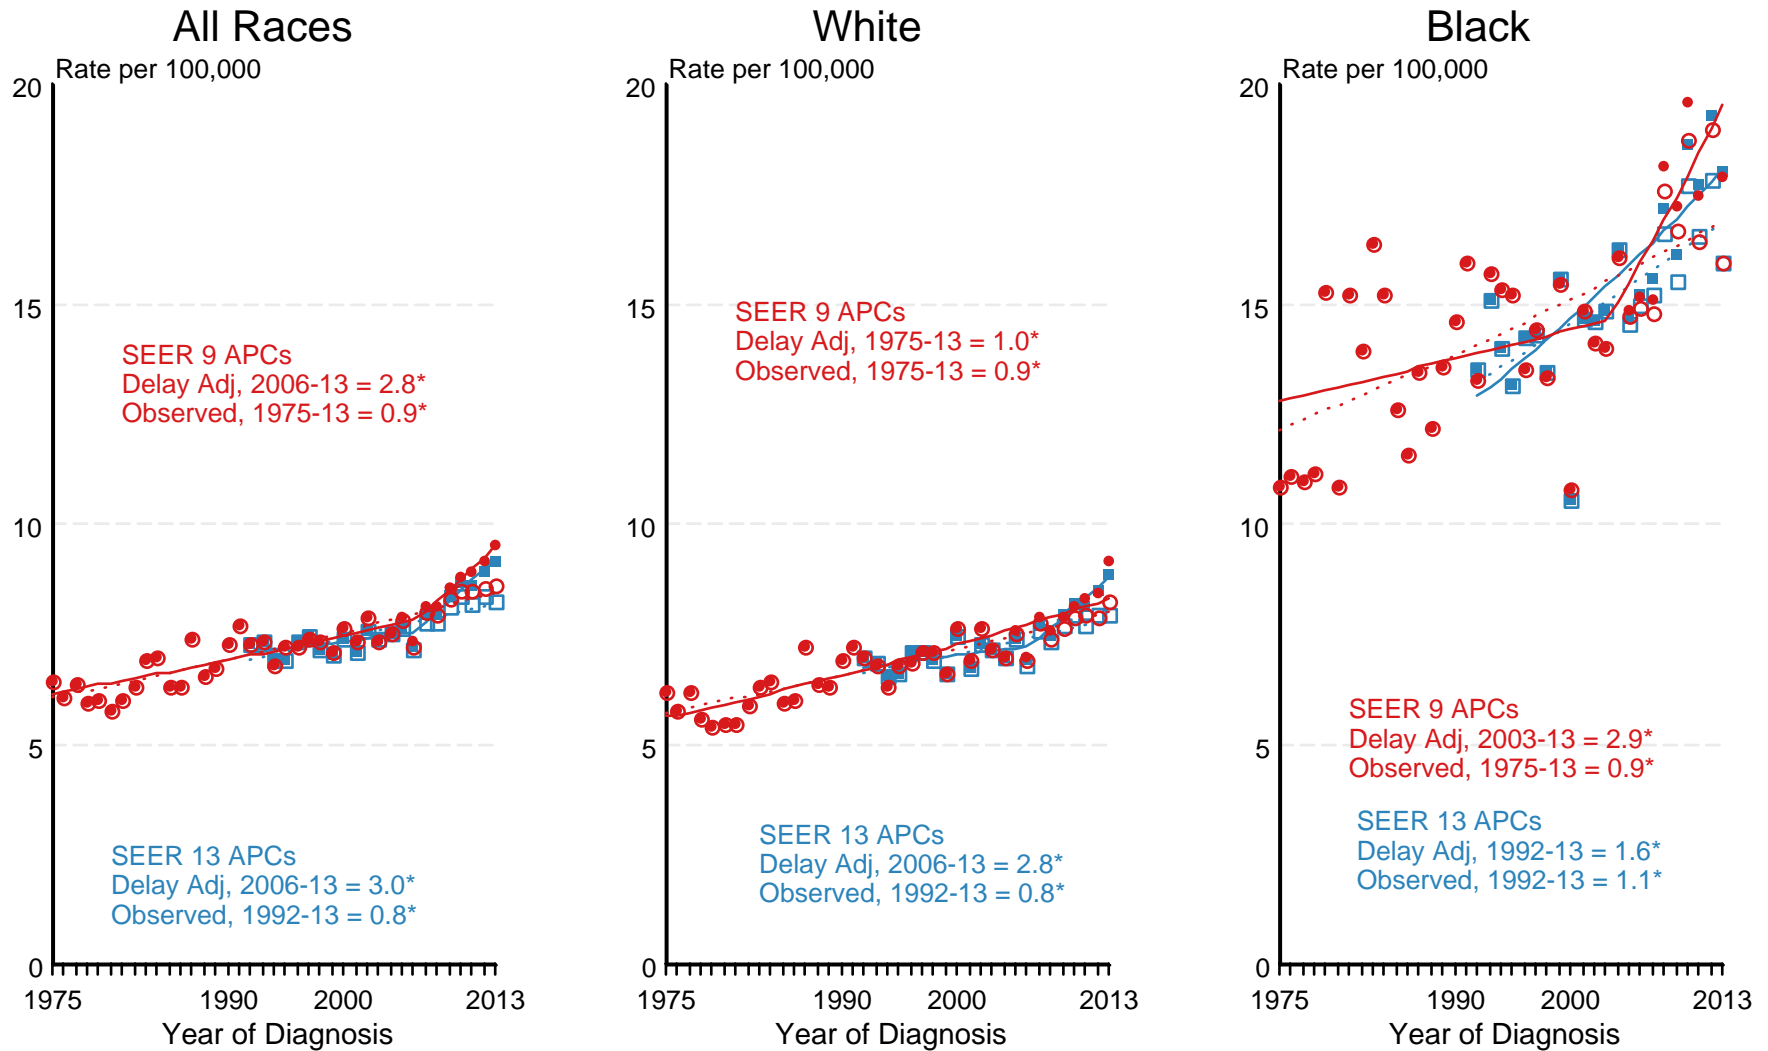 All Races
Rate per 100,000
20
15
10
5
0
SEER 9 APCs
Delay Adj, 2006-13 = 2.8*
Observed, 1975-13 = 0.9*
SEER 13 APCs
Delay Adj, 2006-13 = 3.0*
Observed, 1992-13 = 0.8*
1975 1990 2000 2013
Year of Diagnosis
White
Rate per 100,000
20
15
10
5
0
SEER 9 APCs
Delay Adj, 1975-13 = 1.0*
Observed, 1975-13 = 0.9*
SEER 13 APCs
Delay Adj, 2006-13 = 2.8*
Observed, 1992-13 = 0.8*
1975 1990 2000 2013
Year of Diagnosis
Black
Rate per 100,000
20
15
10
5
0
SEER 9 APCs
Delay Adj, 2003-13 = 2.9*
Observed, 1975-13 = 0.9*
SEER 13 APCs
Delay Adj, 1992-13 = 1.6*
Observed, 1992-13 = 1.1*
1975 1990 2000 2013
Year of Diagnosis